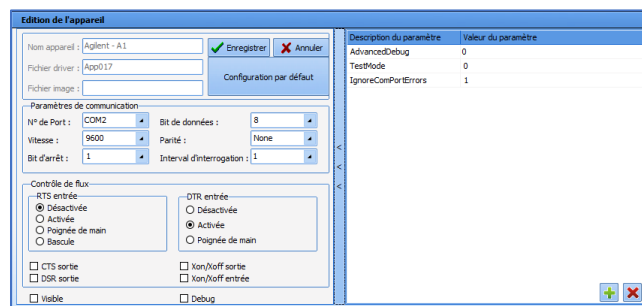 Edition de l'appareil
Nom appareil : Agilent - A1
Enregistrer
Annuler
Fichier driver : App017
Configuration par défaut
Fichier image :
Paramètres de communication
N° de Port : COM2
Bit de données : 8
Vitesse : 9600
Parité : None
Bit d'arrêt : 1
Interval d'interrogation : 1
Contrôle de flux
RTS entrée
Désactivée
Activée
Poignée de main
Bascule
DTR entrée
Désactivée
Activée
Poignée de main
CTS sortie
Xon/Xoff sortie
DSR sortie
Xon/Xoff entrée
Visible
Debug
<
<
<
Description du paramètre Valeur du paramètre
AdvancedDebug 0
TestMode 0
IgnoreComPortErrors 1